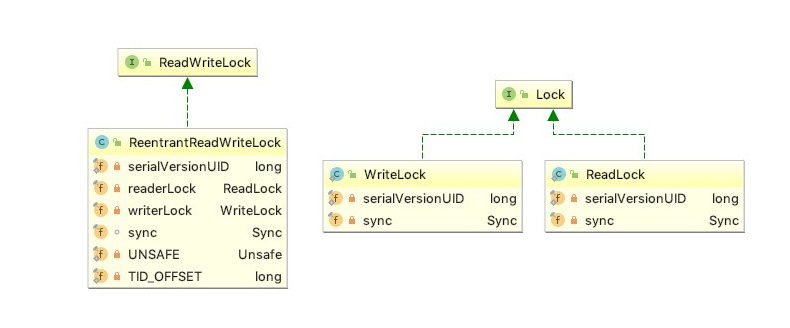 ReadWriteLock
ReentrantReadWriteLock
serialVersionUID long
readerLock ReadLock
writerLock WriteLock
sync Sync
UNSAFE Unsafe
TID_OFFSET long
Lock
WriteLock
serialVersionUID long
sync Sync
ReadLock
serialVersionUID long
sync Sync